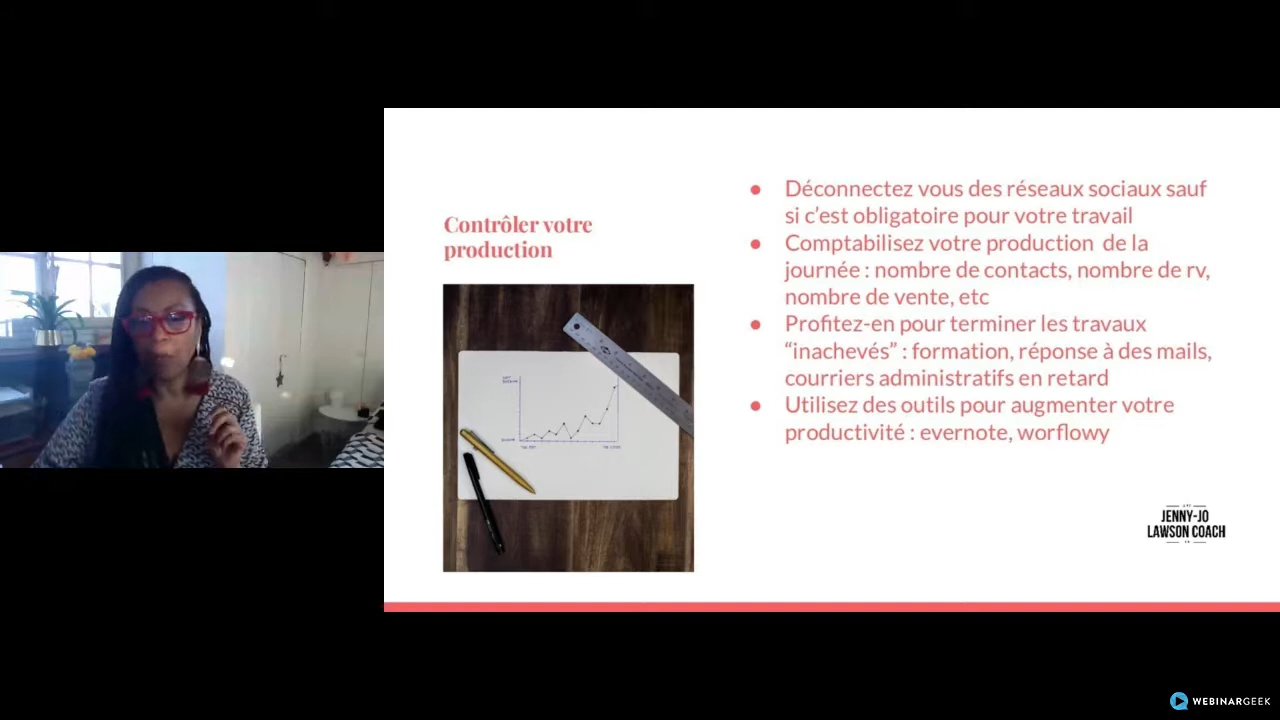 Contrôler votre
production
● Déconnectez vous des réseaux sociaux sauf
si c’est obligatoire pour votre travail
● Comptabilisez votre production de la
journée : nombre de contacts, nombre de rv,
nombre de vente, etc
● Profitez-en pour terminer les travaux
“inachevés” : formation, réponse à des mails,
courriers administratifs en retard
● Utilisez des outils pour augmenter votre
productivité : evernote, worflowy
JENNY-JO
LAWSON COACH
WEBINARGEEK